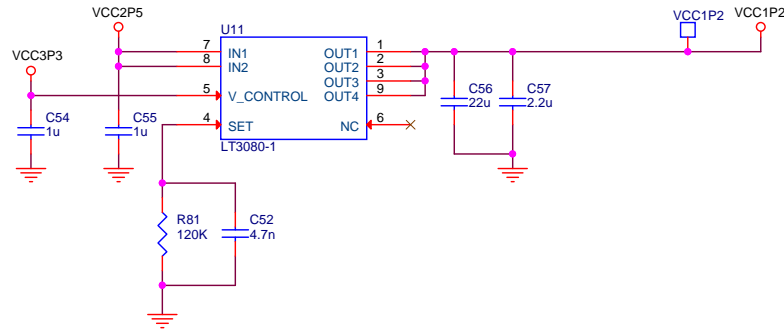 VCC2P5
U11
VCC1P2
VCC1P2
VCC3P3
7 IN1 OUT1 1
8 IN2 OUT2 2
OUT3 3
5 V_CONTROL OUT4 9
C54
1u
C55
1u
4 SET NC 6
LT3080-1
C56
22u
C57
2.2u
R81
120K
C52
4.7n